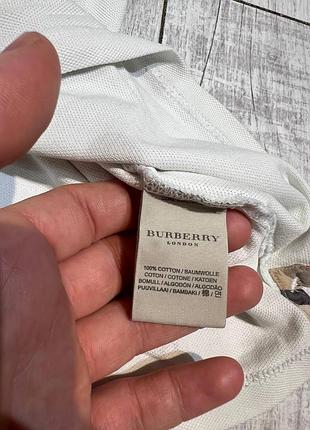 BURBERRY
LONDON
100% COTTON / BAUMWOLLE
COTON / COTONE / KATOEN
BOMULL / ALGODÓN / ALGODÃO
PUUVILLAA / BAMBAKI / 棉 / 면